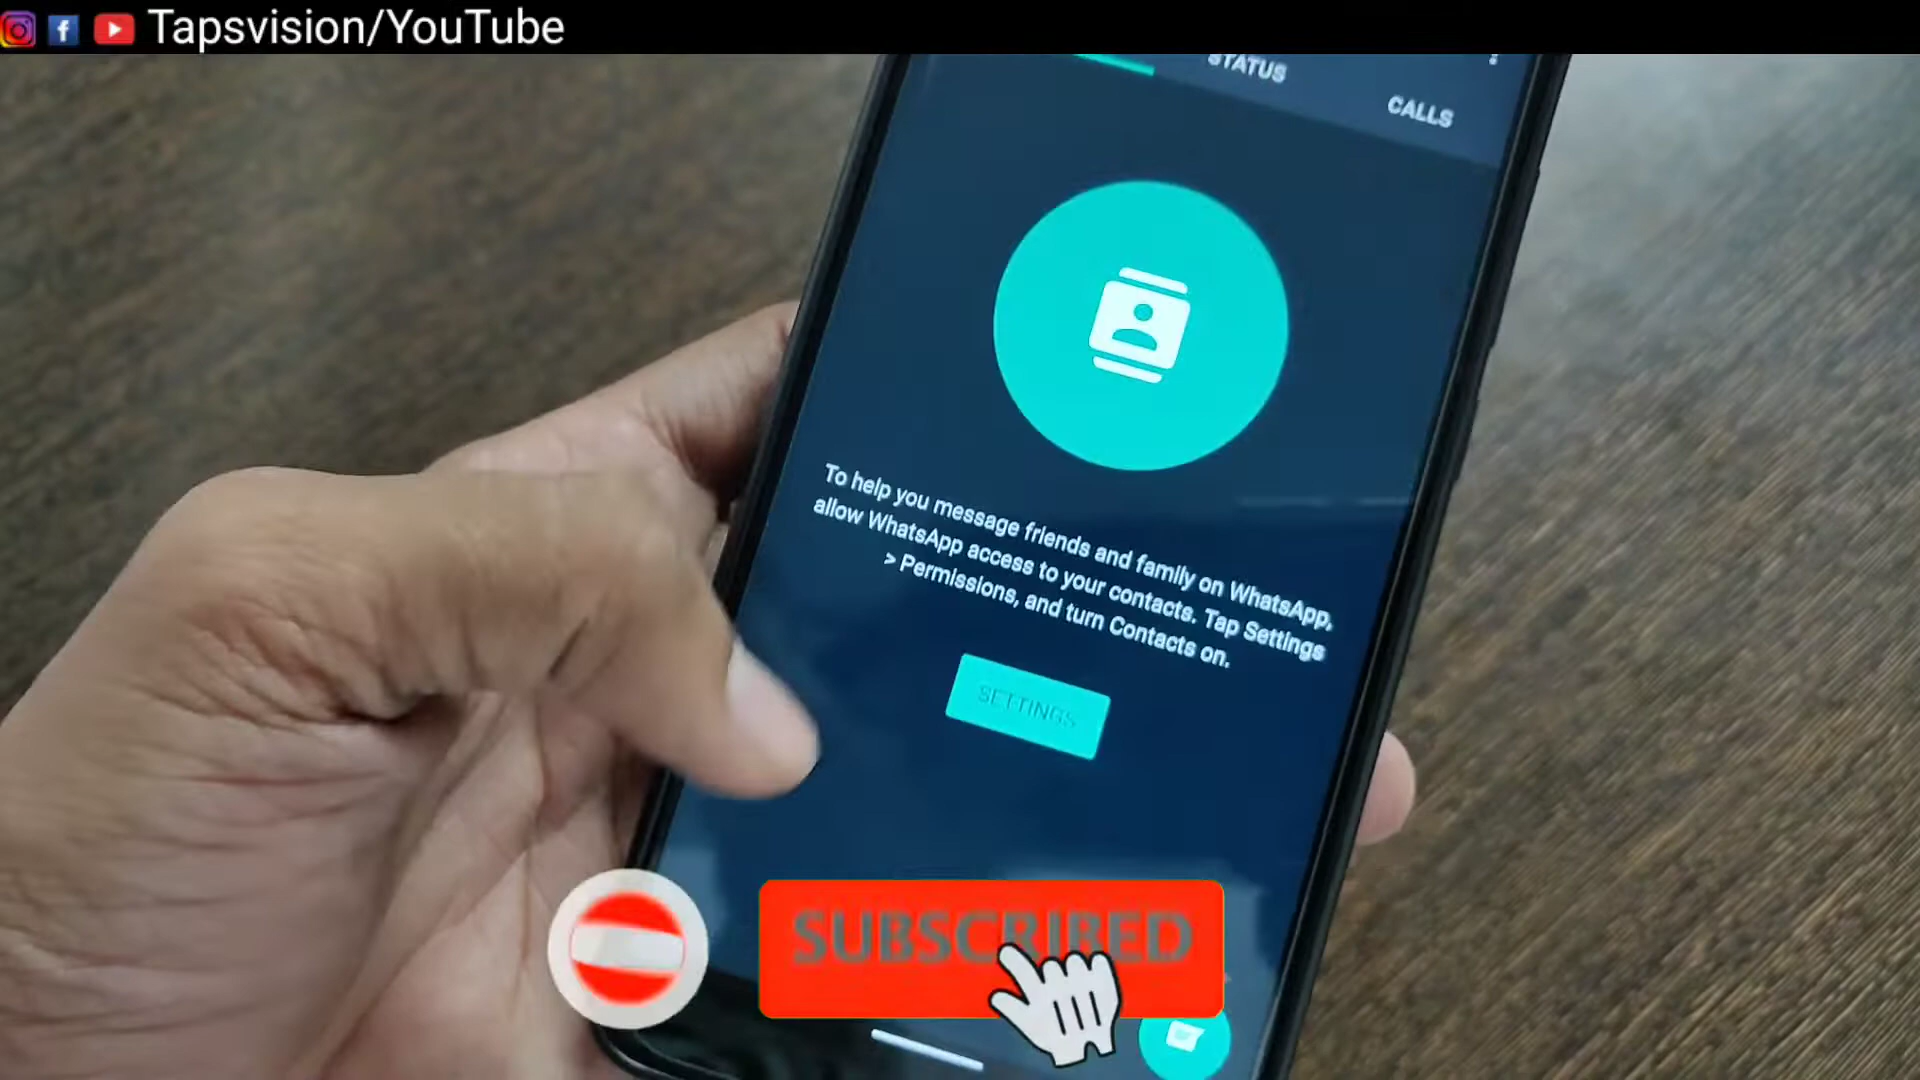 Tapsvision/YouTube
STATUS
CALLS
To help you message friends and family on WhatsApp,
allow WhatsApp access to your contacts. Tap Settings
> Permissions, and turn Contacts on.
SETTINGS
SUBSCRIBED